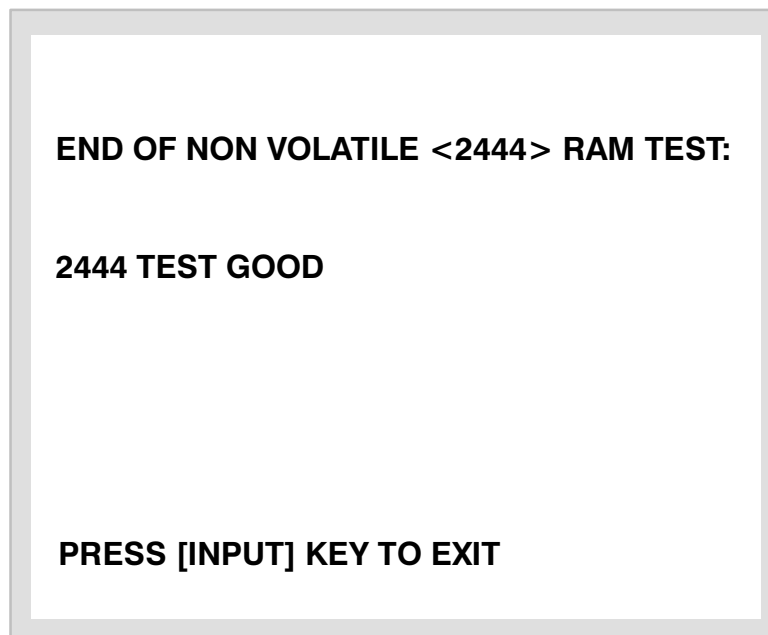 END OF NON VOLATILE <2444> RAM TEST:
2444 TEST GOOD
PRESS [INPUT] KEY TO EXIT